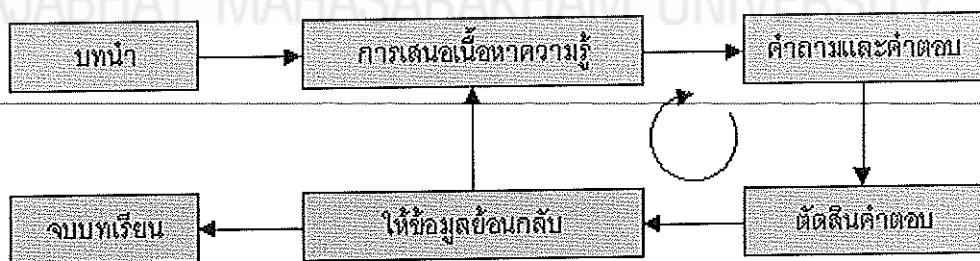 RAJABHAT MAHASARAKHAM UNIVERSITY
บทนำ
การเสนอเนื้อหาความรู้
คำถามและคำตอบ
ตัดสินคำตอบ
ให้ข้อมูลย้อนกลับ
จบบทเรียน